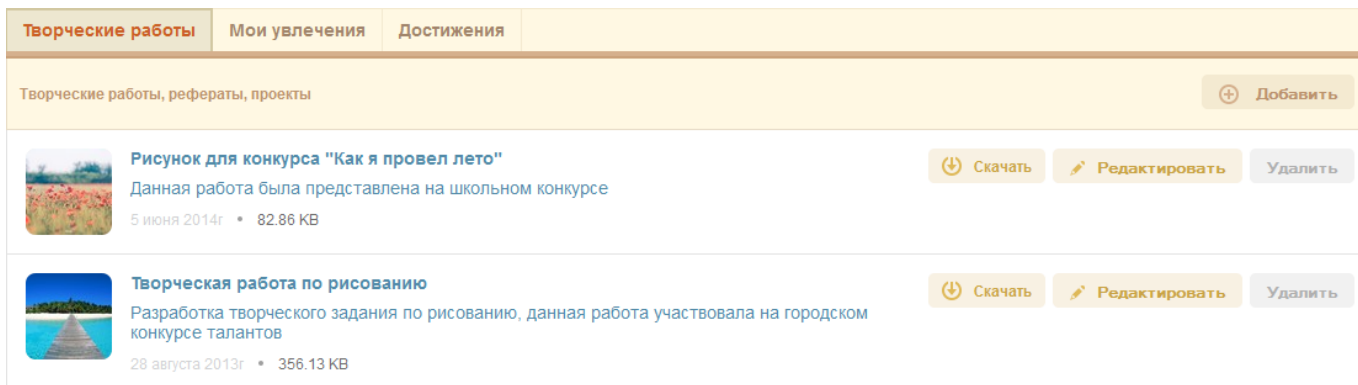 Творческие работы Мои увлечения Достижения
Творческие работы, рефераты, проекты Добавить
Рисунок для конкурса "Как я провел лето"
Данная работа была представлена на школьном конкурсе
5 июня 2014г • 82.86 KB
Скачать Редактировать Удалить
Творческая работа по рисованию
Разработка творческого задания по рисованию, данная работа участвовала на городском
конкурсе талантов
28 августа 2013г • 356.13 KB
Скачать Редактировать Удалить